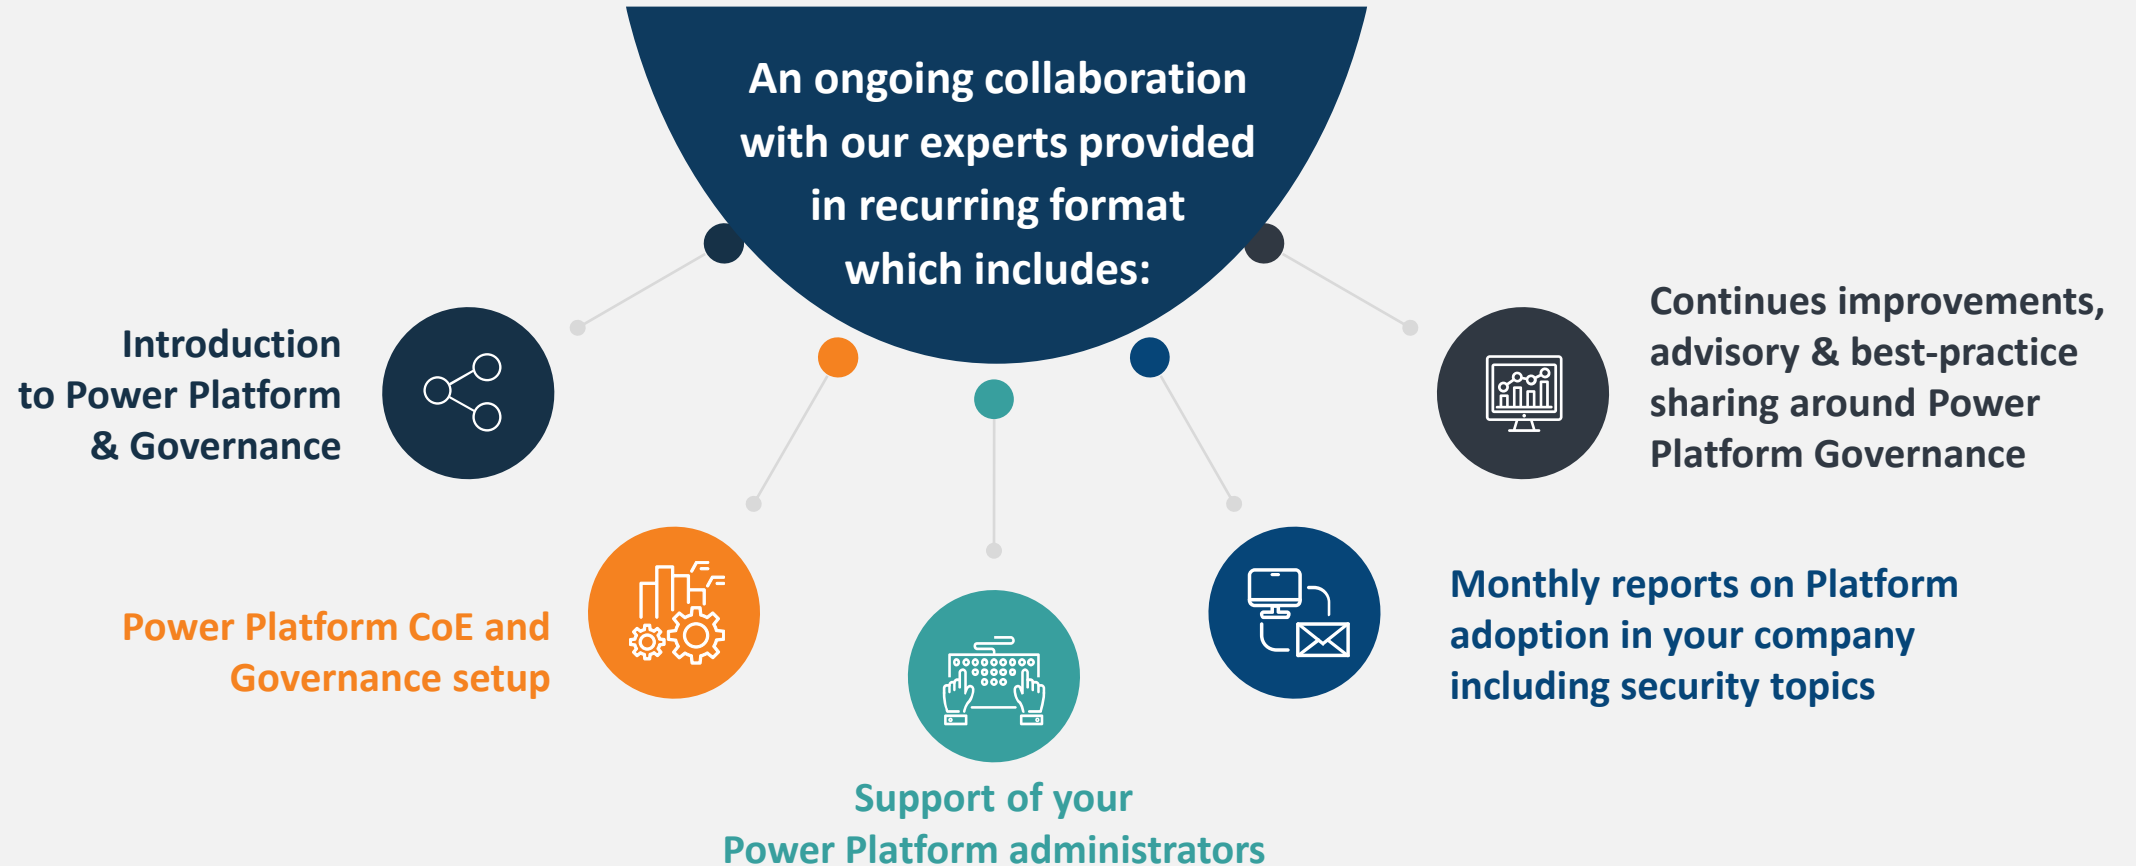 An ongoing collaboration
with our experts provided
in recurring format
which includes:
Introduction
to Power Platform
& Governance
Power Platform CoE and
Governance setup
Support of your
Power Platform administrators
Monthly reports on Platform
adoption in your company
including security topics
Continues improvements,
advisory & best-practice
sharing around Power
Platform Governance